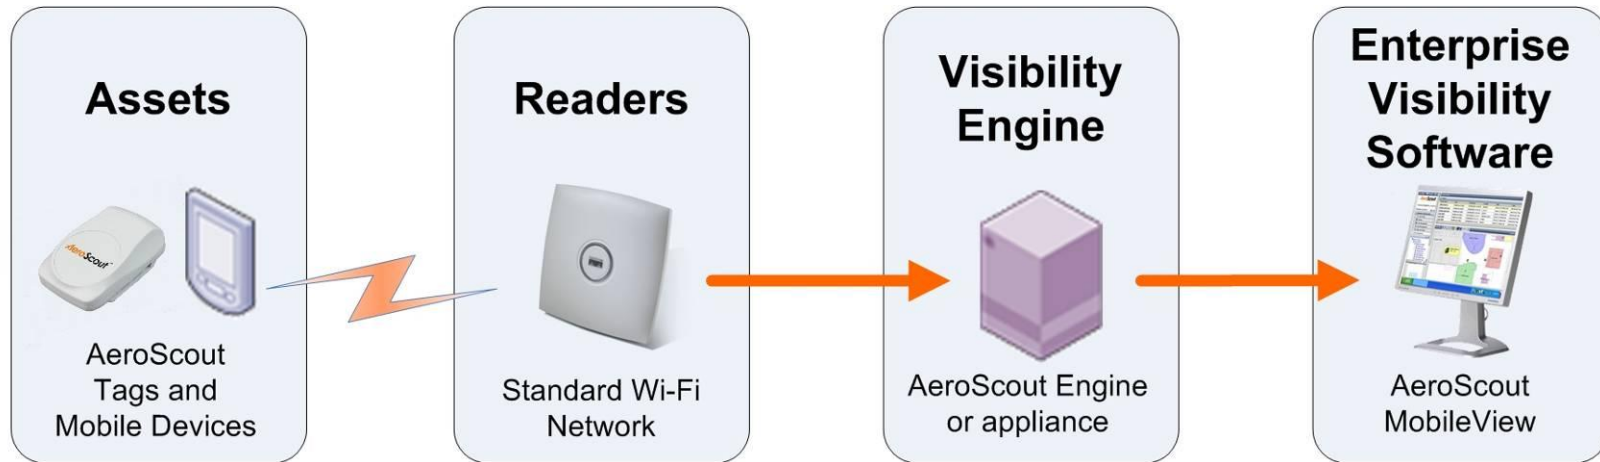 Assets
AeroScout
AeroScout
Tags and
Mobile Devices
Readers
Standard Wi-Fi
Network
Visibility
Engine
AeroScout Engine
or appliance
Enterprise
Visibility
Software
AeroScout
MobileView